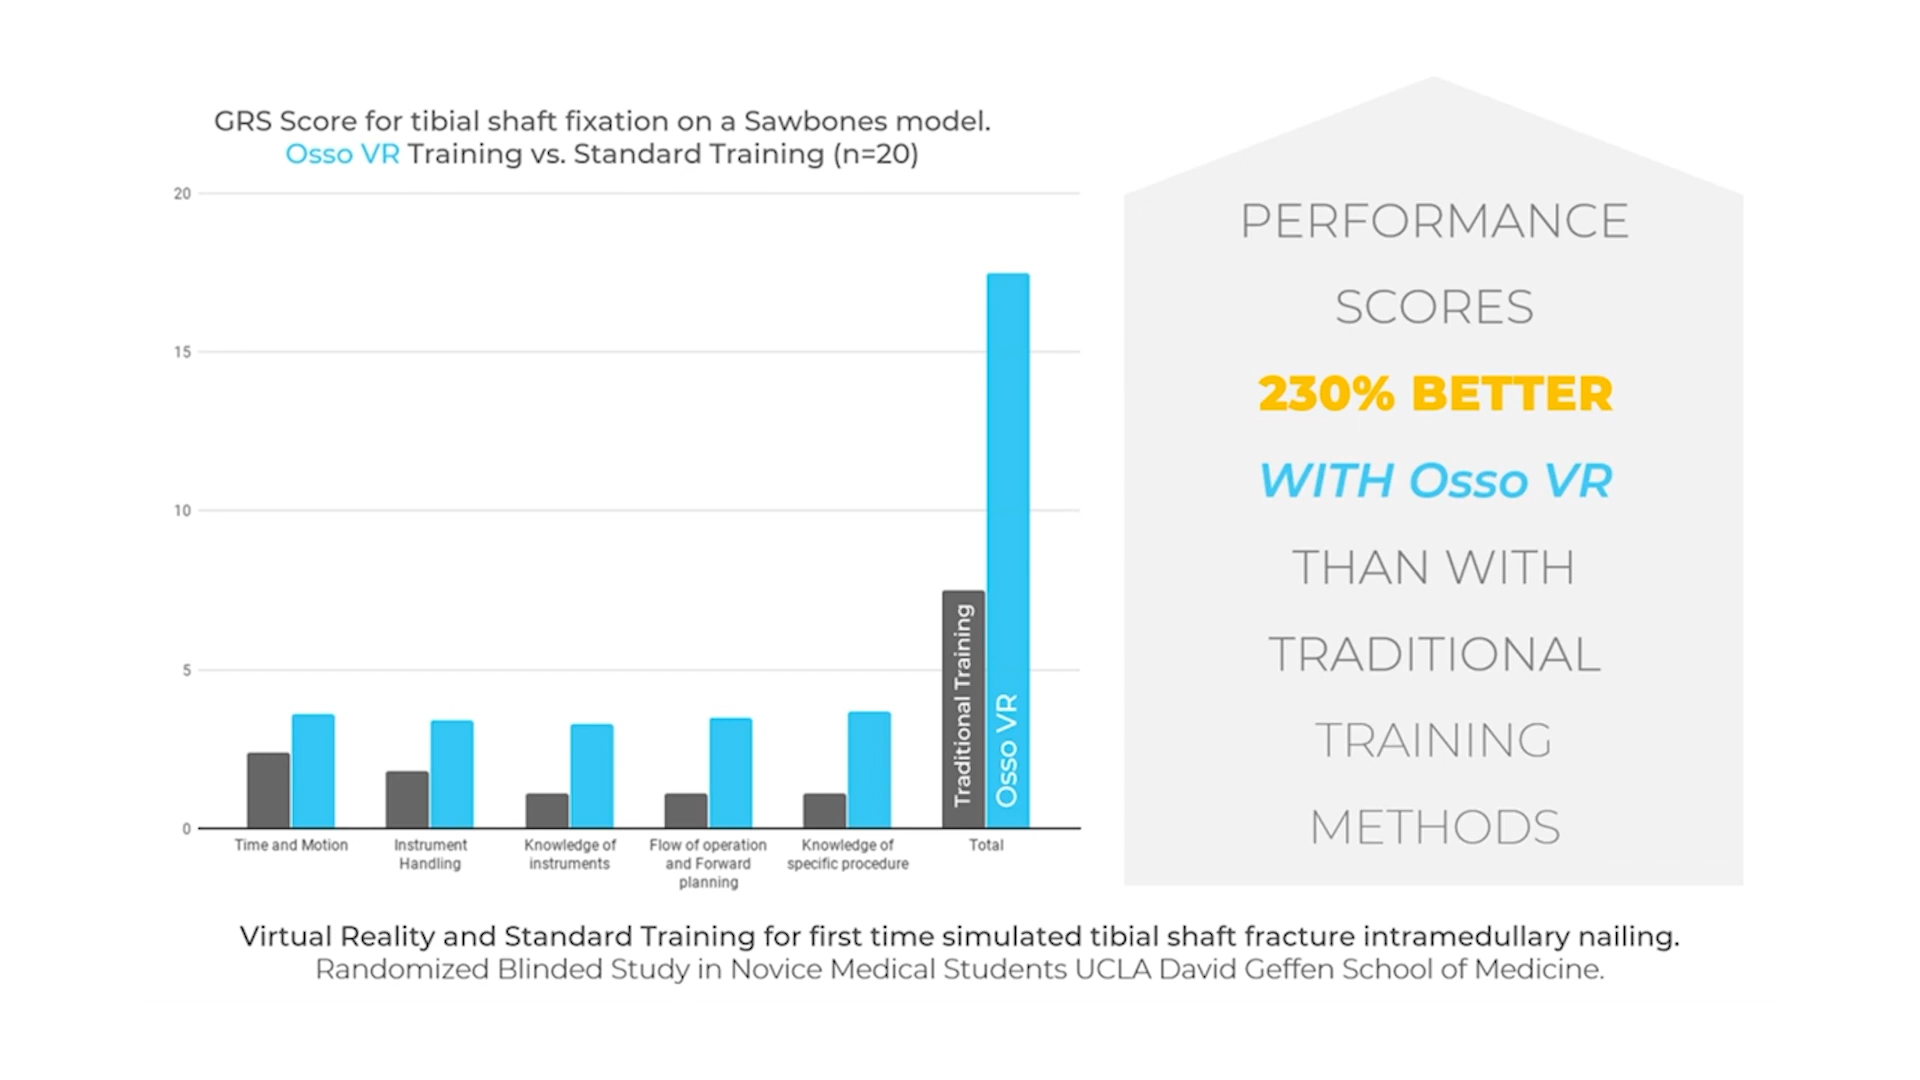 GRS Score for tibial shaft fixation on a Sawbones model.
Osso VR Training vs. Standard Training (n=20)
20
15
10
5
0
Traditional Training
Osso VR
Time and Motion
Instrument
Handling
Knowledge of
instruments
Flow of operation
and Forward
planning
Knowledge of
specific procedure
Total
PERFORMANCE
SCORES
230% BETTER
WITH Osso VR
THAN WITH
TRADITIONAL
TRAINING
METHODS
Virtual Reality and Standard Training for first time simulated tibial shaft fracture intramedullary nailing.
Randomized Blinded Study in Novice Medical Students UCLA David Geffen School of Medicine.